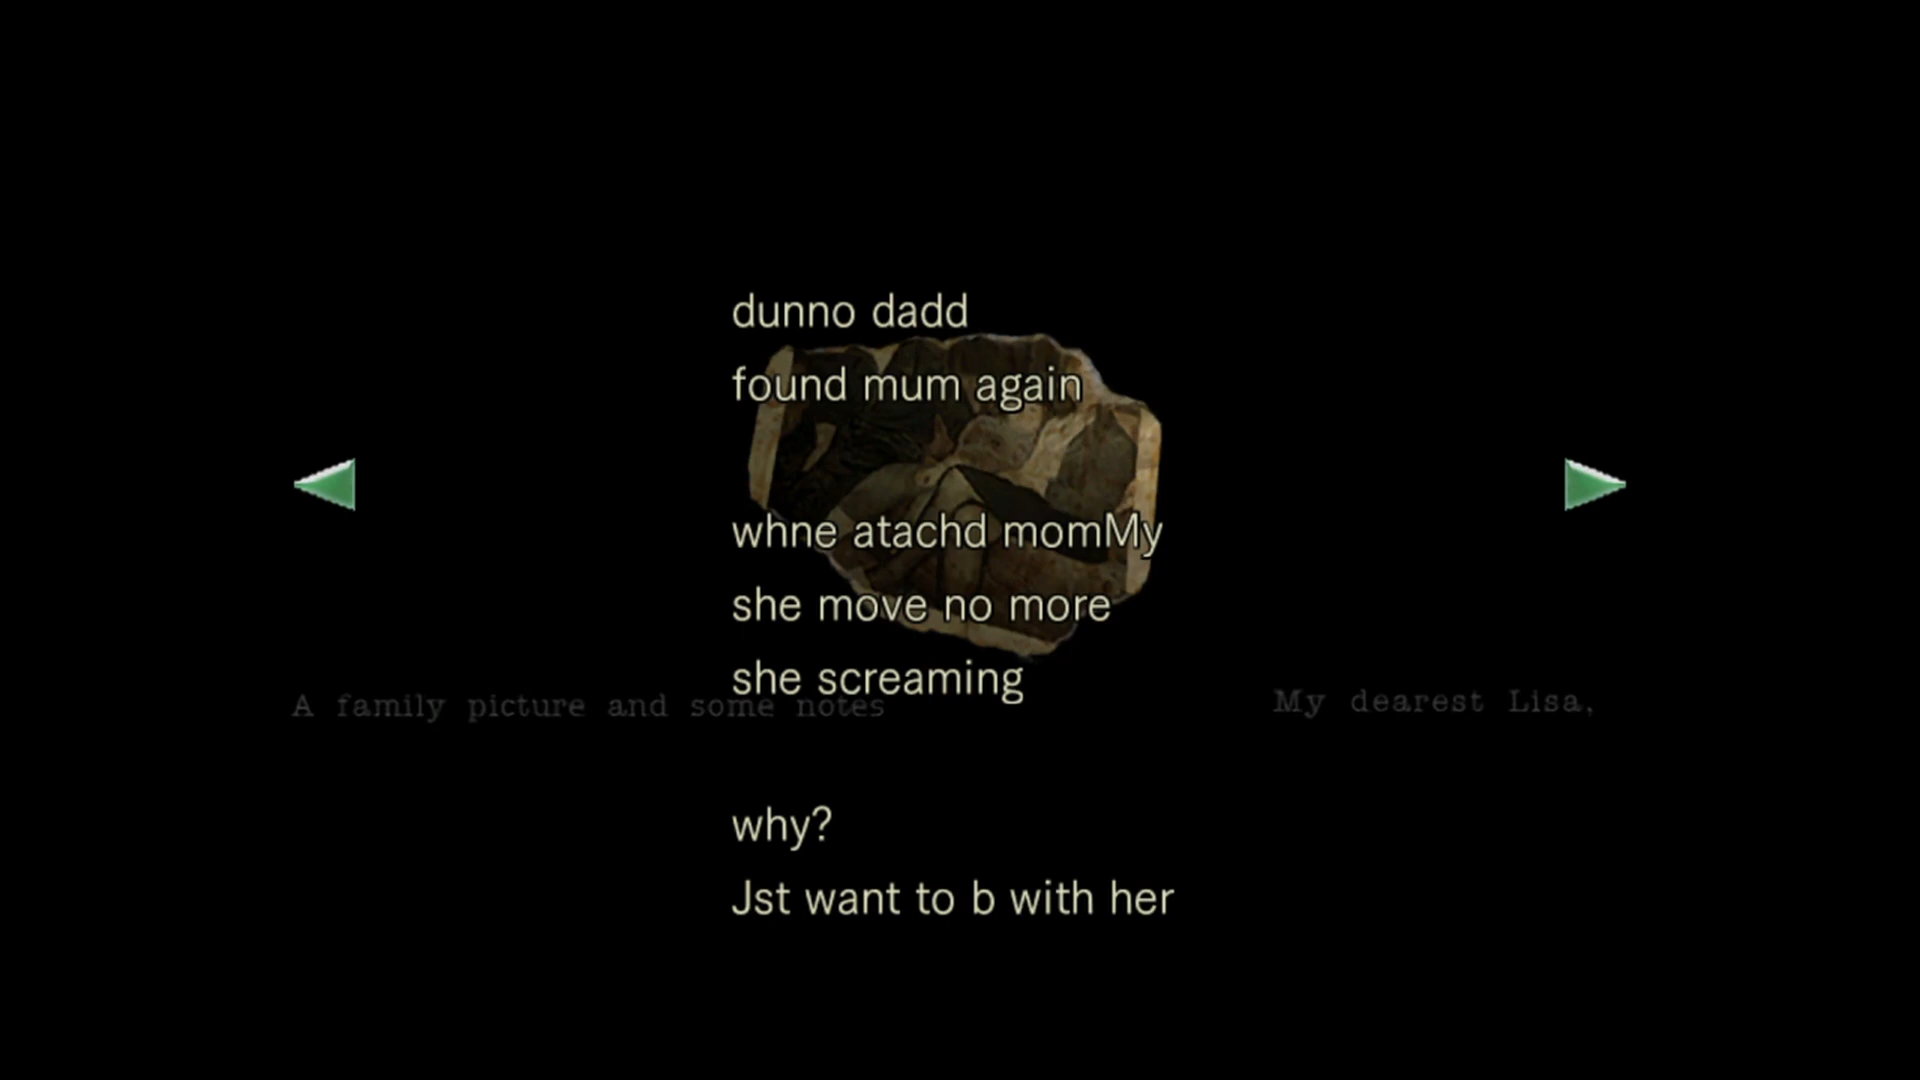 dunno dadd
found mum again
whne atachd momMy
she move no more
she screaming
A family picture and some notes
My dearest Lisa,
why?
Jst want to b with her